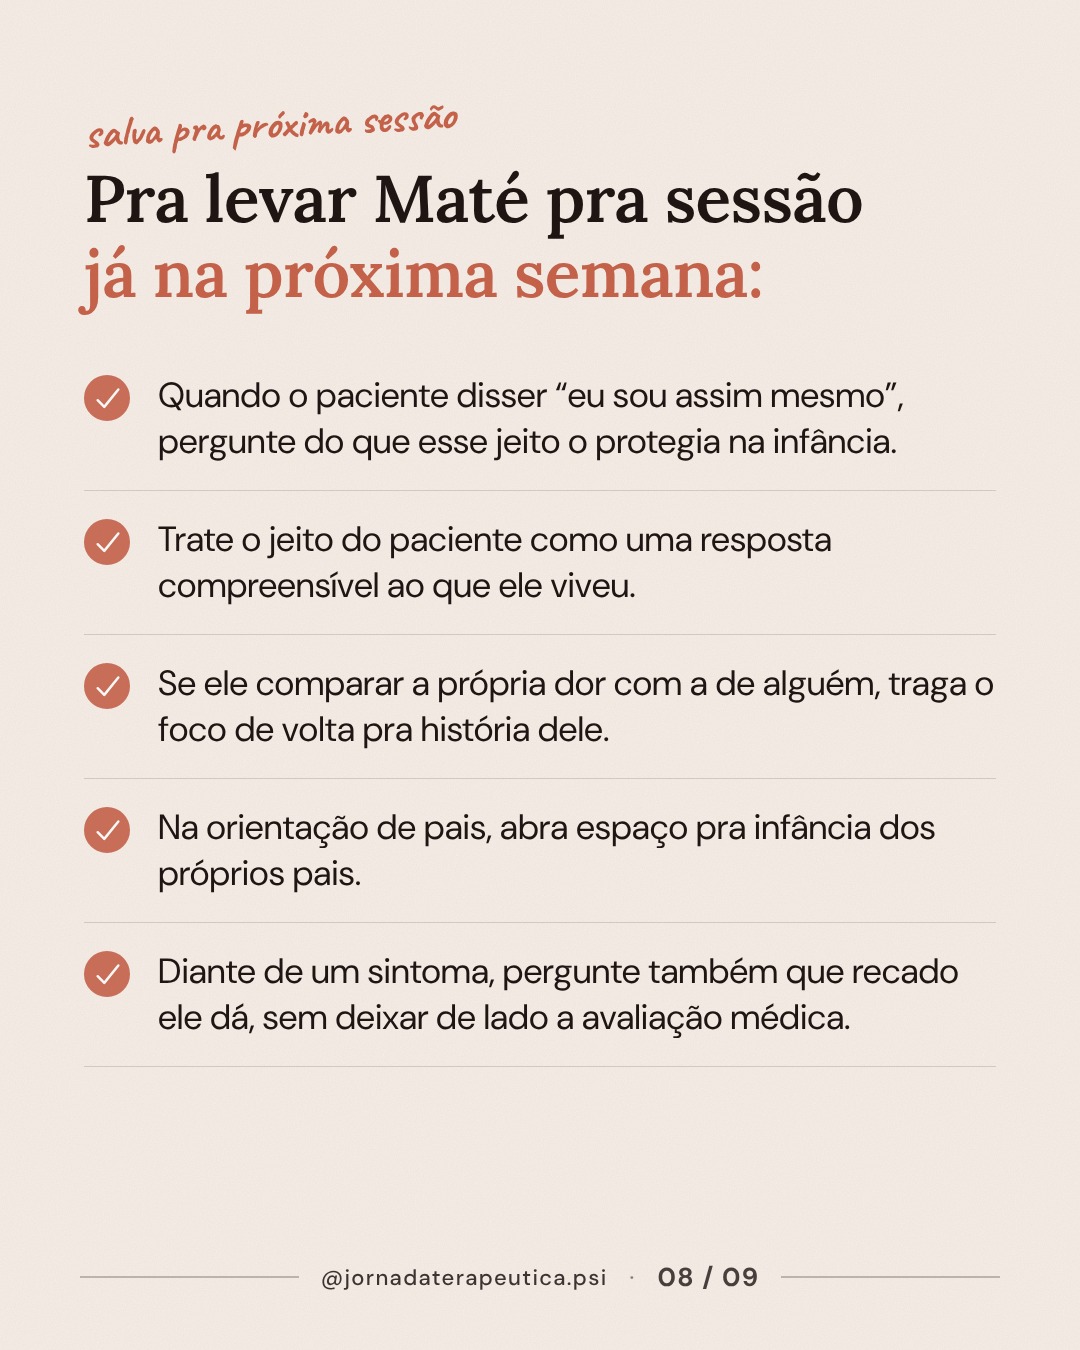 salva pra próxima sessão
Pra levar Maté pra sessão
já na próxima semana:
Quando o paciente disser “eu sou assim mesmo”,
pergunte do que esse jeito o protegia na infância.
Trate o jeito do paciente como uma resposta
compreensível ao que ele viveu.
Se ele comparar a própria dor com a de alguém, traga o
foco de volta pra história dele.
Na orientação de pais, abra espaço pra infância dos
próprios pais.
Diante de um sintoma, pergunte também que recado
ele dá, sem deixar de lado a avaliação médica.
@jornadaterapeutica.psi · 08 / 09